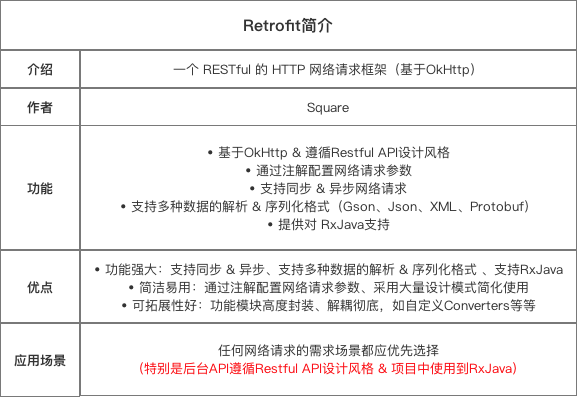 Retrofit简介
介绍
一个 RESTful 的 HTTP 网络请求框架（基于OkHttp）
作者
Square
功能
• 基于OkHttp & 遵循Restful API设计风格
• 通过注解配置网络请求参数
• 支持同步 & 异步网络请求
• 支持多种数据的解析 & 序列化格式（Gson、Json、XML、Protobuf）
• 提供对 RxJava支持
优点
• 功能强大：支持同步 & 异步、支持多种数据的解析 & 序列化格式 、支持RxJava
• 简洁易用：通过注解配置网络请求参数、采用大量设计模式简化使用
• 可拓展性好：功能模块高度封装、解耦彻底，如自定义Converters等等
应用场景
任何网络请求的需求场景都应优先选择
（特别是后台API遵循Restful API设计风格 & 项目中使用到RxJava）